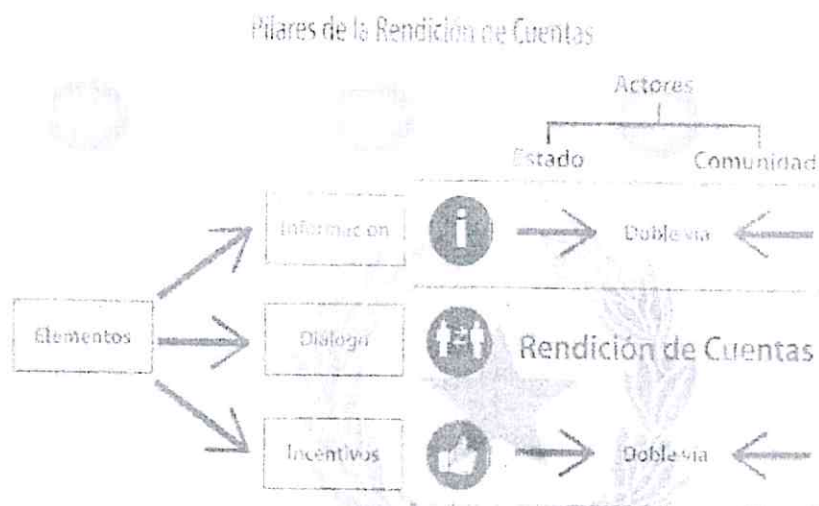 Pilares de la Rendición de Cuentas
Actores
Estado
Comunidad
Información
i
Doble vía
Elementos
Diálogo
Rendición de Cuentas
Incentivos
Doble vía